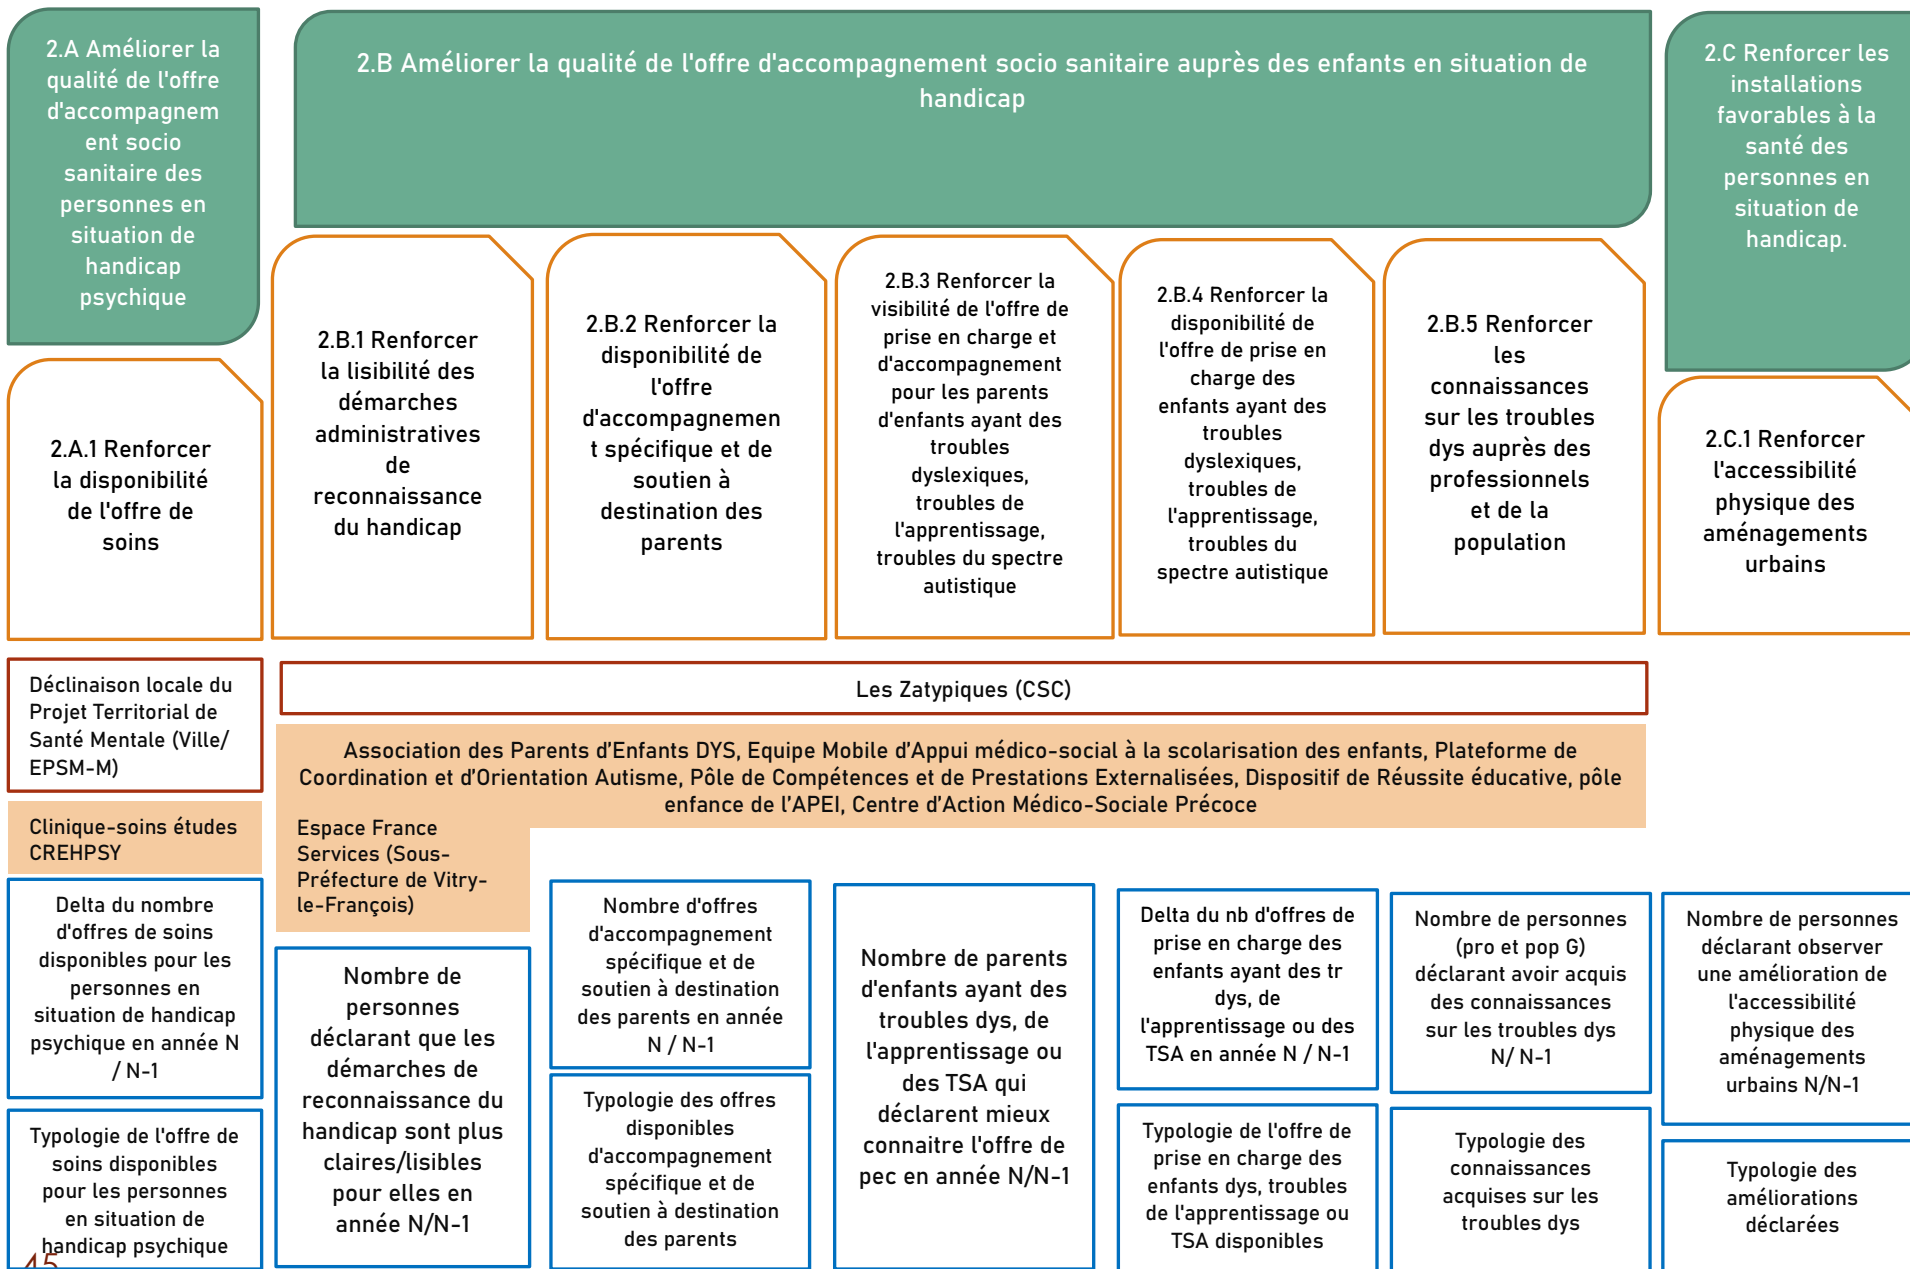 2.A Améliorer la
qualité de l'offre
d'accompagnem
ent socio
sanitaire des
personnes en
situation de
handicap
psychique
2.B Améliorer la qualité de l'offre d'accompagnement socio sanitaire auprès des enfants en situation de
handicap
2.C Renforcer les
installations
favorables à la
santé des
personnes en
situation de
handicap.
2.A.1 Renforcer
la disponibilité
de l'offre de
soins
2.B.1 Renforcer
la lisibilité des
démarches
administratives
de
reconnaissance
du handicap
2.B.2 Renforcer la
disponibilité de
l'offre
d'accompagnemen
t spécifique et de
soutien à
destination des
parents
2.B.3 Renforcer la
visibilité de l'offre de
prise en charge et
d'accompagnement
pour les parents
d'enfants ayant des
troubles
dyslexiques,
troubles de
l'apprentissage,
troubles du spectre
autistique
2.B.4 Renforcer la
disponibilité de
l'offre de prise en
charge des
enfants ayant des
troubles
dyslexiques,
troubles de
l'apprentissage,
troubles du
spectre autistique
2.B.5 Renforcer
les
connaissances
sur les troubles
dys auprès des
professionnels
et de la
population
2.C.1 Renforcer
l'accessibilité
physique des
aménagements
urbains
Déclinaison locale du
Projet Territorial de
Santé Mentale (Ville/
EPSM-M)
Les Zatypiques (CSC)
Association des Parents d’Enfants DYS, Equipe Mobile d’Appui médico-social à la scolarisation des enfants, Plateforme de
Coordination et d’Orientation Autisme, Pôle de Compétences et de Prestations Externalisées, Dispositif de Réussite éducative, pôle
enfance de l’APEI, Centre d’Action Médico-Sociale Précoce
Clinique-soins études
CREHPSY
Espace France
Services (Sous-
Préfecture de Vitry-
le-François)
Delta du nombre
d'offres de soins
disponibles pour les
personnes en
situation de handicap
psychique en année N
/ N-1
Typologie de l'offre de
soins disponibles
pour les personnes
en situation de
handicap psychique
Nombre de
personnes
déclarant que les
démarches de
reconnaissance du
handicap sont plus
claires/lisibles
pour elles en
année N/N-1
Nombre d'offres
d'accompagnement
spécifique et de
soutien à destination
des parents en année
N / N-1
Typologie des offres
disponibles
d'accompagnement
spécifique et de
soutien à destination
des parents
Nombre de parents
d'enfants ayant des
troubles dys, de
l'apprentissage ou
des TSA qui
déclarent mieux
connaitre l'offre de
pec en année N/N-1
Delta du nb d'offres de
prise en charge des
enfants ayant des tr
dys, de
l'apprentissage ou des
TSA en année N / N-1
Typologie de l'offre de
prise en charge des
enfants dys, troubles
de l'apprentissage ou
TSA disponibles
Nombre de personnes
(pro et pop G)
déclarant avoir acquis
des connaissances
sur les troubles dys
N/ N-1
Typologie des
connaissances
acquises sur les
troubles dys
Nombre de personnes
déclarant observer
une amélioration de
l'accessibilité
physique des
aménagements
urbains N/N-1
Typologie des
améliorations
déclarées
45